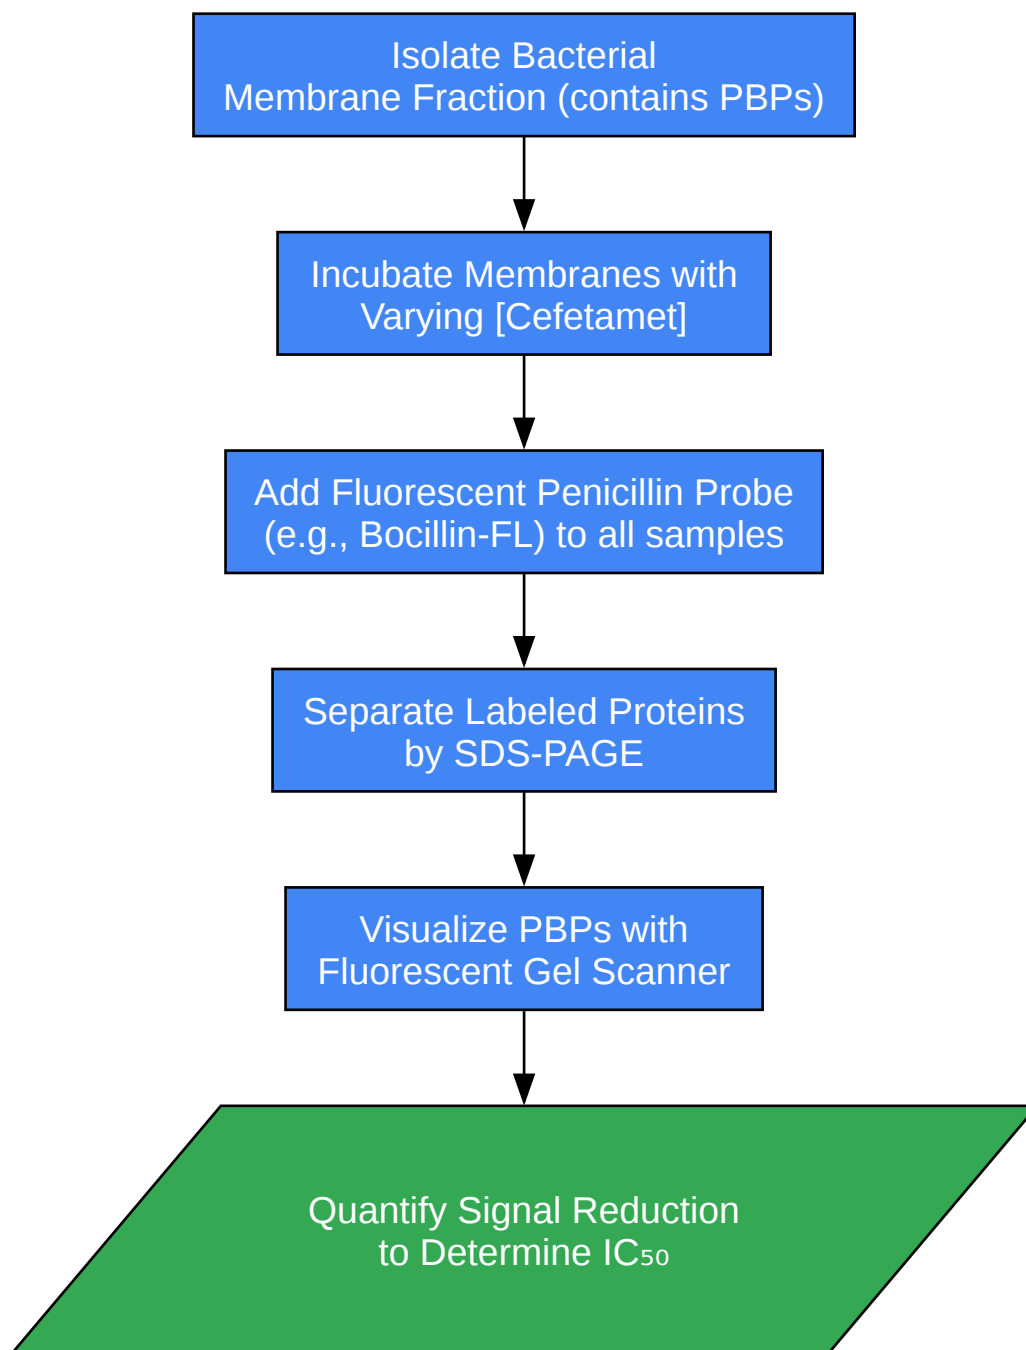 Isolate Bacterial
Membrane Fraction (contains PBPs)
Incubate Membranes with
Varying [Cefetamet]
Add Fluorescent Penicillin Probe
(e.g., Bocillin-FL) to all samples
Separate Labeled Proteins
by SDS-PAGE
Visualize PBPs with
Fluorescent Gel Scanner
Quantify Signal Reduction
to Determine IC₅₀